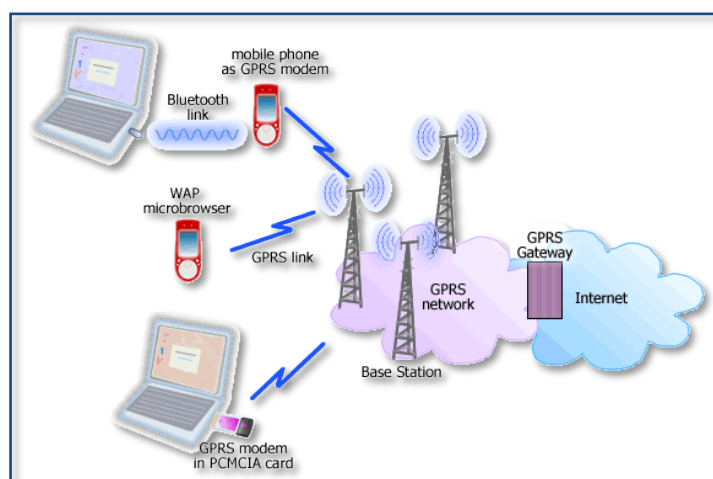 mobile phone
as GPRS modem
Bluetooth
link
WAP
microbrowser
GPRS link
GPRS
Gateway
GPRS
network
Internet
Base Station
GPRS modem
in PCMCIA card